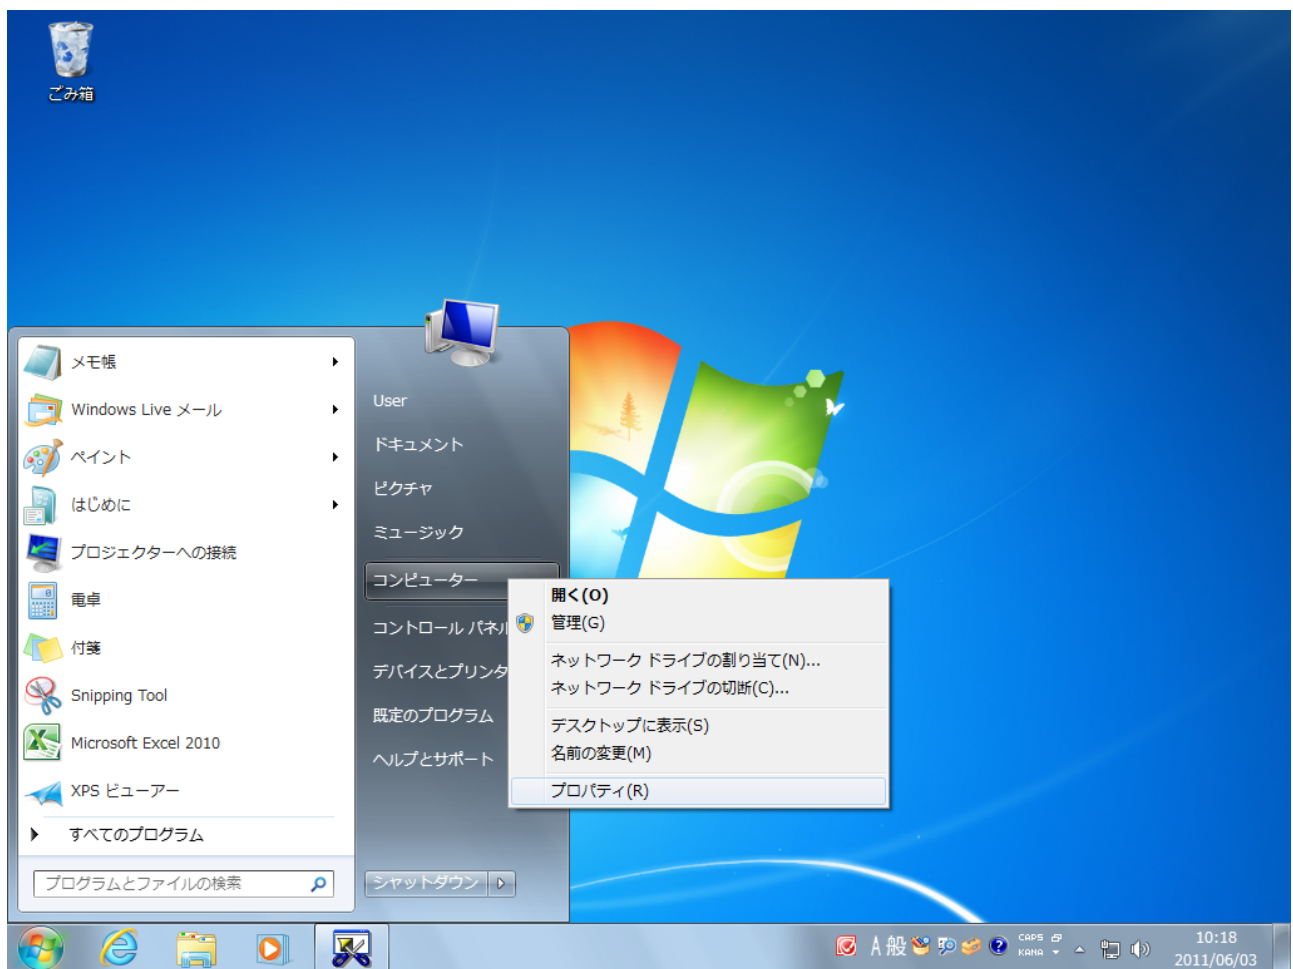 ごみ箱
メモ帳
Windows Live メール
ペイント
はじめに
プロジェクターへの接続
電卓
付箋
Snipping Tool
Microsoft Excel 2010
XPS ビューアー
すべてのプログラム
プログラムとファイルの検索
User
ドキュメント
ピクチャ
ミュージック
コンピューター
コントロール パネル
デバイスとプリンタ
既定のプログラム
ヘルプとサポート
シャットダウン
開く(O)
管理(G)
ネットワーク ドライブの割り当て(N)...
ネットワーク ドライブの切断(C)...
デスクトップに表示(S)
名前の変更(M)
プロパティ(R)
A 般
CAPS
KANA
10:18
2011/06/03